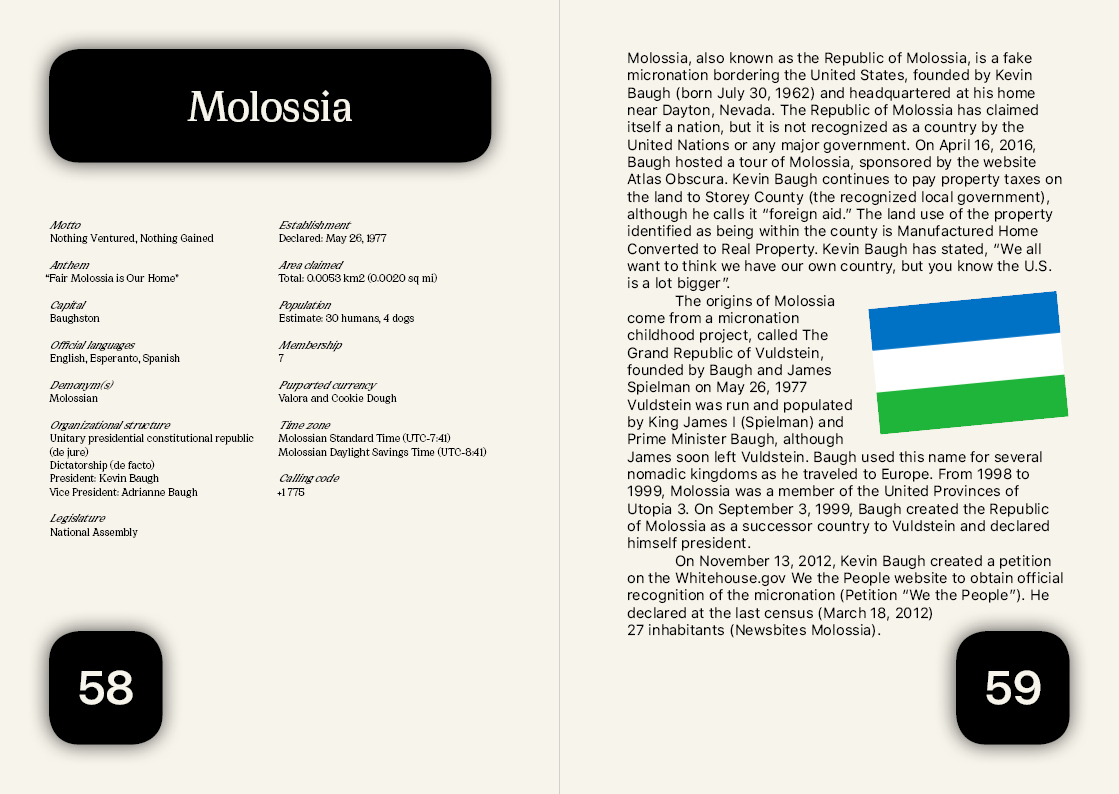 Molossia
Motto
Nothing Ventured, Nothing Gained
Anthem
“Fair Molossia is Our Home”
Capital
Baughston
Official languages
English, Esperanto, Spanish
Demonym(s)
Molossian
Organizational structure
Unitary presidential constitutional republic
(de jure)
Dictatorship (de facto)
President: Kevin Baugh
Vice President: Adrianne Baugh
Legislature
National Assembly
Establishment
Declared: May 26, 1977
Area claimed
Total: 0.0053 km2 (0.0020 sq mi)
Population
Estimate: 30 humans, 4 dogs
Membership
7
Purported currency
Valora and Cookie Dough
Time zone
Molossian Standard Time (UTC-7:41)
Molossian Daylight Savings Time (UTC-8:41)
Calling code
+1 775
58
Molossia, also known as the Republic of Molossia, is a fake
micronation bordering the United States, founded by Kevin
Baugh (born July 30, 1962) and headquartered at his home
near Dayton, Nevada. The Republic of Molossia has claimed
itself a nation, but it is not recognized as a country by the
United Nations or any major government. On April 16, 2016,
Baugh hosted a tour of Molossia, sponsored by the website
Atlas Obscura. Kevin Baugh continues to pay property taxes on
the land to Storey County (the recognized local government),
although he calls it “foreign aid.” The land use of the property
identified as being within the county is Manufactured Home
Converted to Real Property. Kevin Baugh has stated, “We all
want to think we have our own country, but you know the U.S.
is a lot bigger”.
The origins of Molossia
come from a micronation
childhood project, called The
Grand Republic of Vuldstein,
founded by Baugh and James
Spielman on May 26, 1977
Vuldstein was run and populated
by King James I (Spielman) and
Prime Minister Baugh, although
James soon left Vuldstein. Baugh used this name for several
nomadic kingdoms as he traveled to Europe. From 1998 to
1999, Molossia was a member of the United Provinces of
Utopia 3. On September 3, 1999, Baugh created the Republic
of Molossia as a successor country to Vuldstein and declared
himself president.
On November 13, 2012, Kevin Baugh created a petition
on the Whitehouse.gov We the People website to obtain official
recognition of the micronation (Petition “We the People”). He
declared at the last census (March 18, 2012)
27 inhabitants (Newsbites Molossia).
59